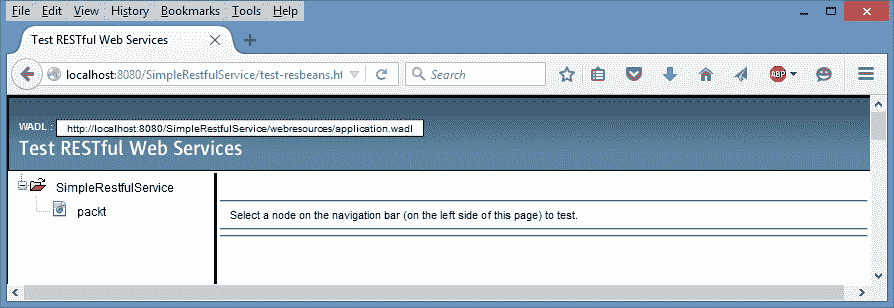 File Edit View History Bookmarks Tools Help
Test RESTful Web Services
localhost:8080/SimpleRestfulService/test-resbeans.ht
Search
ABP
WADL : http://localhost:8080/SimpleRestfulService/webresources/application.wadl
Test RESTful Web Services
SimpleRestfulService
packt
Select a node on the navigation bar (on the left side of this page) to test.